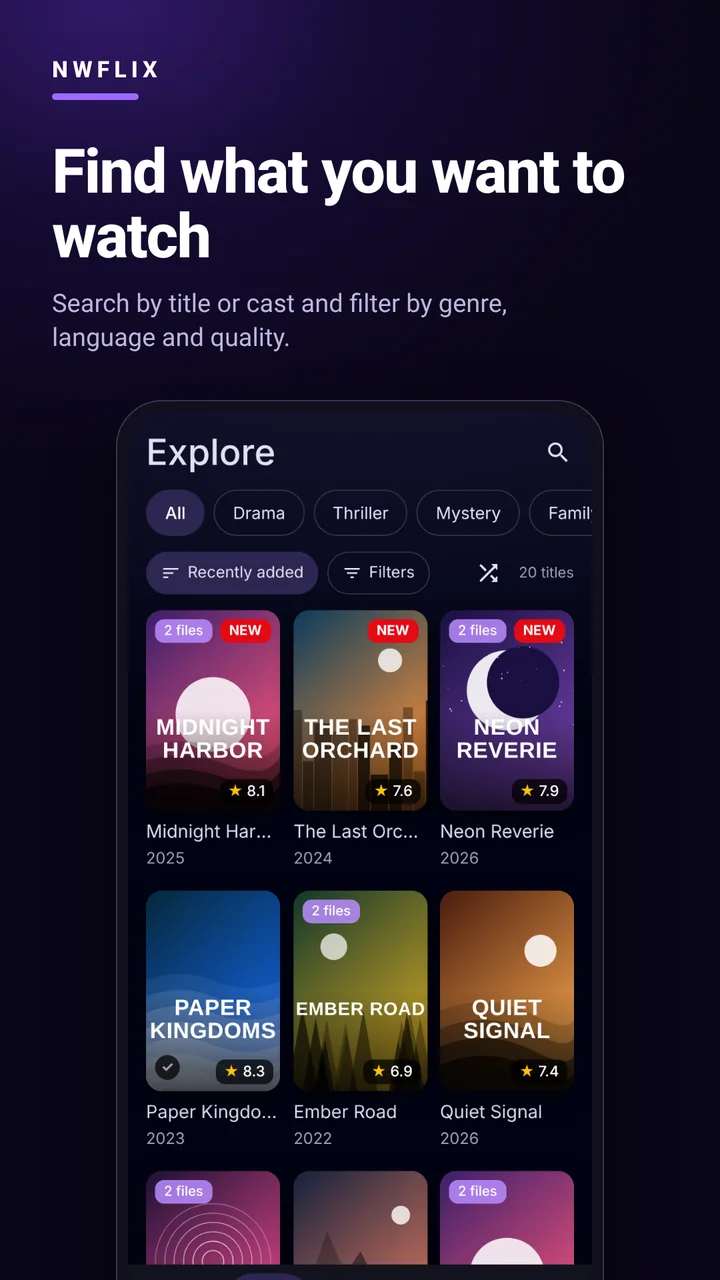 NWFLIX
Find what you want to
watch
Search by title or cast and filter by genre,
language and quality.
Explore
All Drama Thriller Mystery
Recently added Filters 20 titles
2 files NEW NEW 2 files NEW
MIDNIGHT
HARBOR
THE LAST
ORCHARD
NEON
REVERIE
★ 8.1 ★ 7.6 ★ 7.9
Midnight Har... The Last Orc... Neon Reverie
2025 2024 2026
2 files
PAPER
KINGDOMS
EMBER ROAD
QUIET
SIGNAL
★ 8.3 ★ 6.9 ★ 7.4
Paper Kingdo... Ember Road Quiet Signal
2023 2022 2026
2 files 2 files